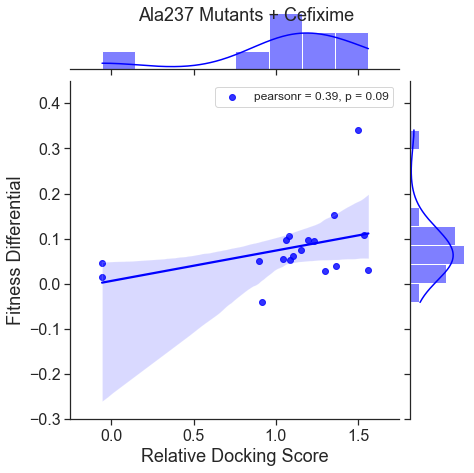 Ala237 Mutants + Cefixime
pearsonr = 0.39, p = 0.09
0.4
0.3
0.2
0.1
0.0
−0.1
−0.2
−0.3
Fitness Differential
0.0 0.5 1.0 1.5
Relative Docking Score